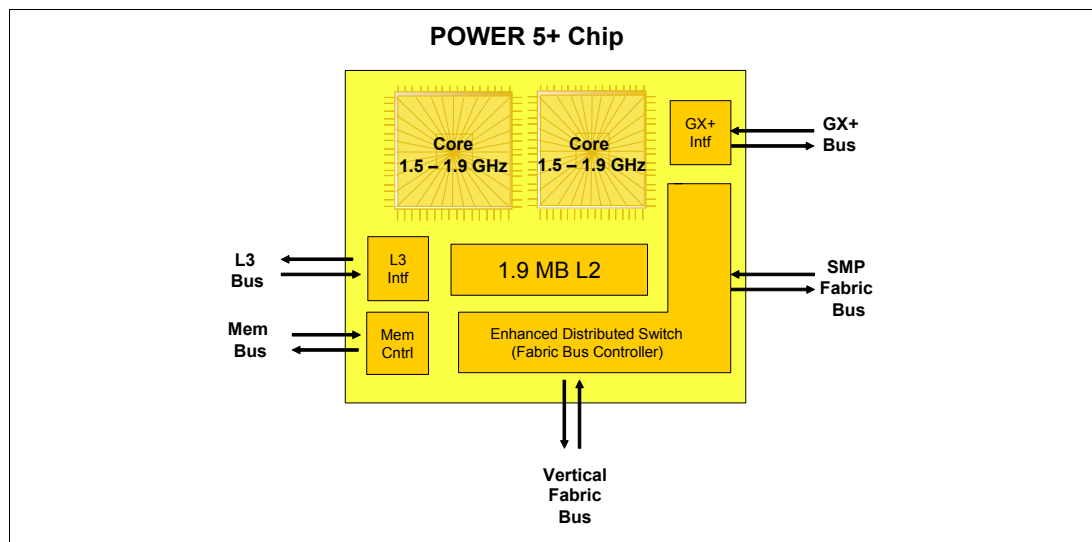 POWER 5+ Chip
Core
1.5 – 1.9 GHz
Core
1.5 – 1.9 GHz
GX+
Intf
GX+
Bus
L3
Bus
L3
Intf
1.9 MB L2
SMP
Fabric
Bus
Mem
Bus
Mem
Cntrl
Enhanced Distributed Switch
(Fabric Bus Controller)
Vertical
Fabric
Bus